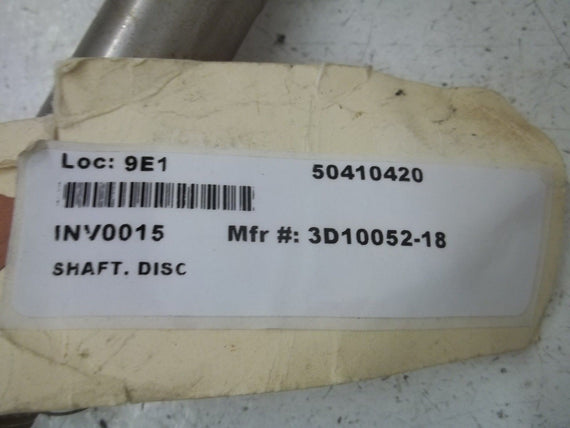 Loc: 9E1
50410420
INV0015
Mfr #: 3D10052-18
SHAFT. DISC